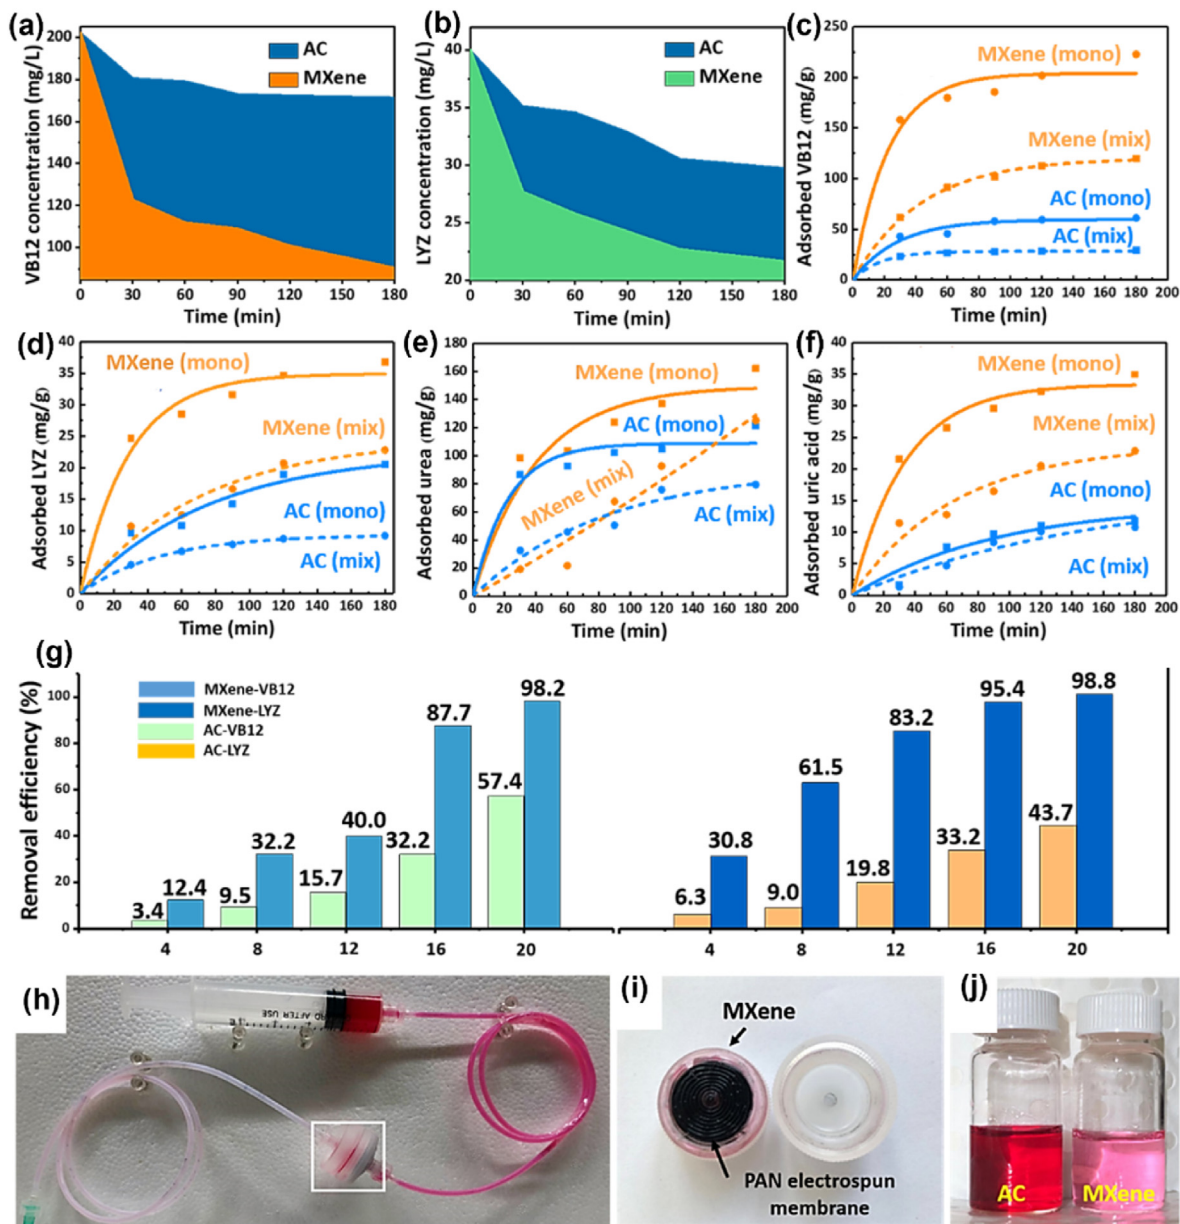 (a)
VB12 concentration (mg/L)
200
180
160
140
120
100
AC
MXene
0 30 60 90 120 150 180
Time (min)
(b)
LYZ concentration (mg/L)
40
35
30
25
20
AC
MXene
0 30 60 90 120 150 180
Time (min)
(c)
Adsorbed VB12 (mg/g)
250
200
150
100
50
0
MXene (mono)
MXene (mix)
AC (mono)
AC (mix)
0 20 40 60 80 100 120 140 160 180 200
Time (min)
(d)
Adsorbed LYZ (mg/g)
40
35
30
25
20
15
10
5
0
MXene (mono)
MXene (mix)
AC (mono)
AC (mix)
0 20 40 60 80 100 120 140 160 180
Time (min)
(e)
Adsorbed urea (mg/g)
180
160
140
120
100
80
60
40
20
0
MXene (mono)
AC (mono)
MXene (mix)
AC (mix)
0 20 40 60 80 100 120 140 160 180 200
Time (min)
(f)
Adsorbed uric acid (mg/g)
40
35
30
25
20
15
10
5
0
MXene (mono)
MXene (mix)
AC (mono)
AC (mix)
0 20 40 60 80 100 120 140 160 180 200
Time (min)
(g)
Removal efficiency (%)
100
80
60
40
20
0
MXene-VB12
MXene-LYZ
AC-VB12
AC-LYZ
3.4 12.4 9.5 32.2 15.7 40.0 32.2 87.7 57.4 98.2
4 8 12 16 20
6.3 30.8 9.0 61.5 19.8 83.2 33.2 95.4 43.7 98.8
4 8 12 16 20
(h)
AFTER USE
(i)
MXene
PAN electrospun
membrane
(j)
AC
MXene